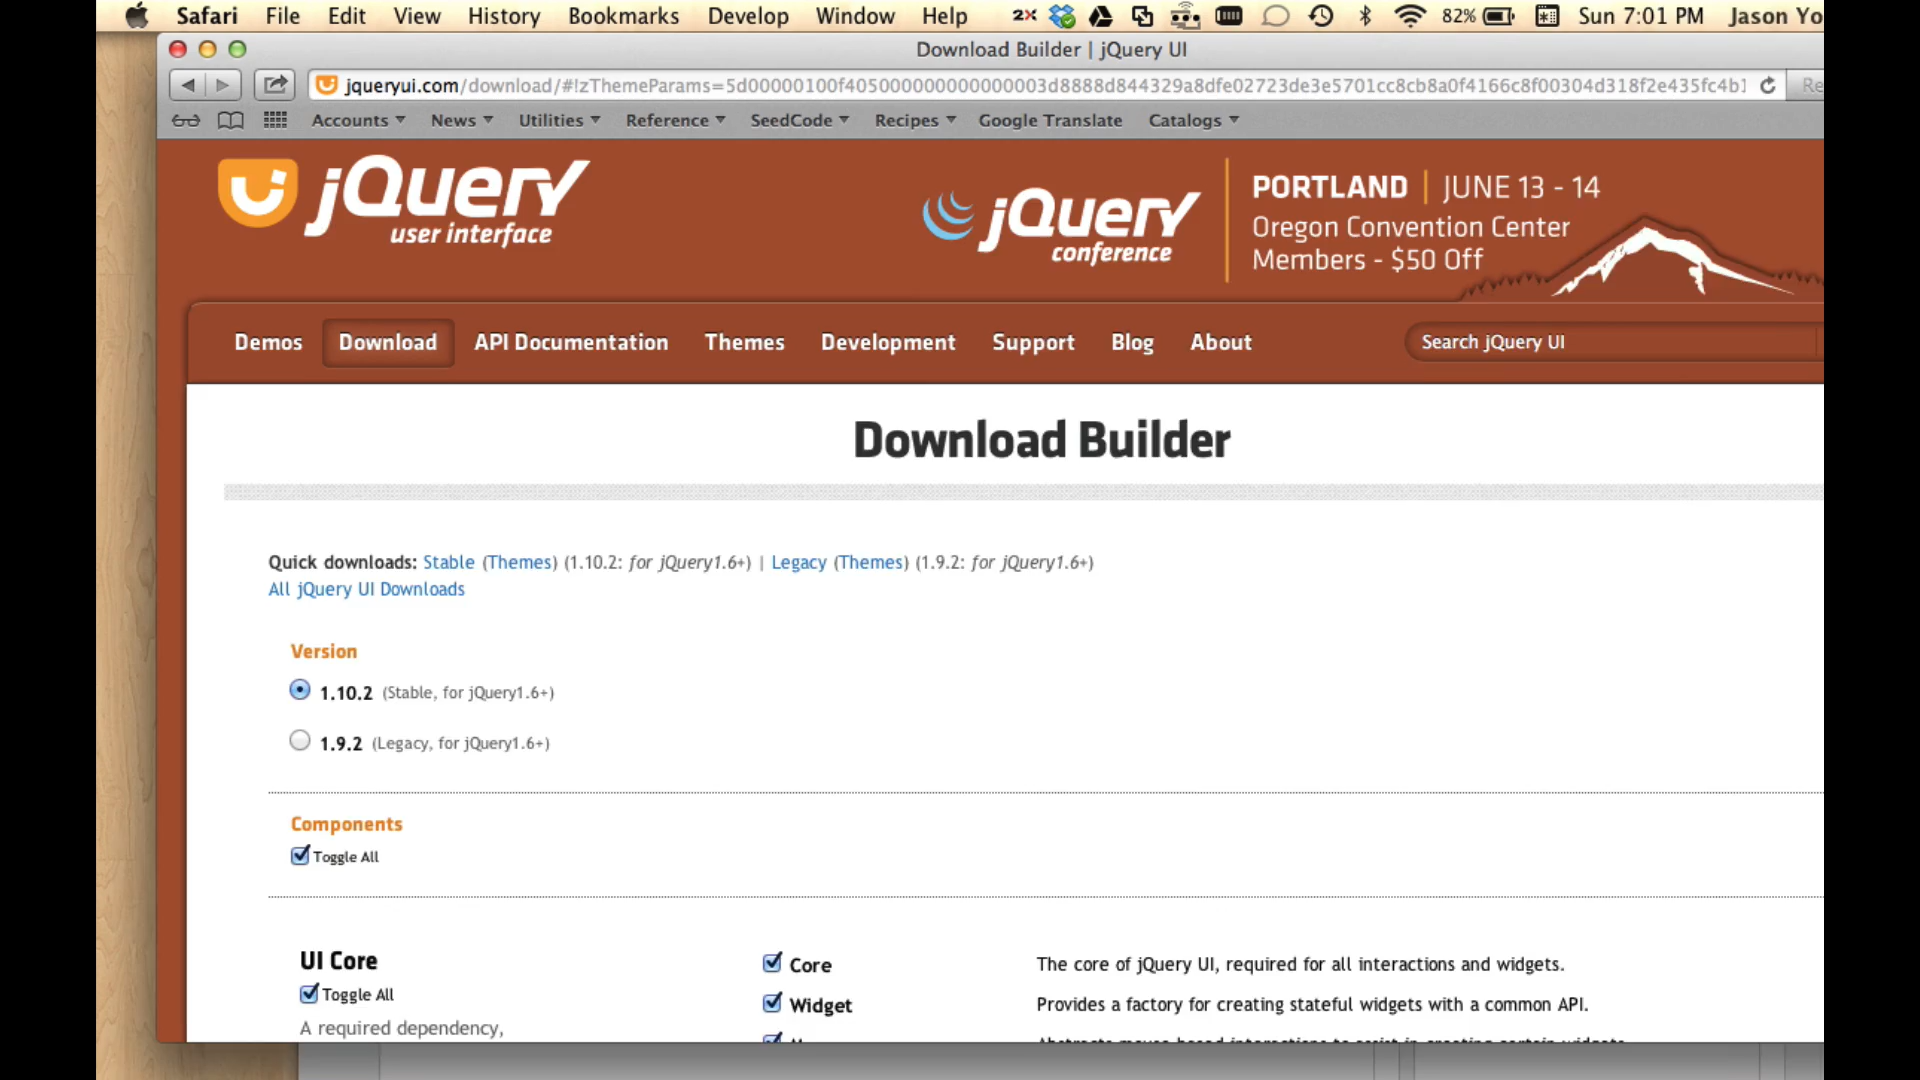 Safari File Edit View History Bookmarks Develop Window Help 2× 82% Sun 7:01 PM Jason Yo
Download Builder | jQuery UI
jqueryui.com/download/#!zThemeParams=5d00000100f405000000000000003d8888d844329a8dfe02723de3e5701cc8cb8a0f4166c8f00304d318f2e435fc4b1 Re
Accounts News Utilities Reference SeedCode Recipes Google Translate Catalogs
jQuery
user interface
jQuery
conference
PORTLAND | JUNE 13 - 14
Oregon Convention Center
Members - $50 Off
Demos Download API Documentation Themes Development Support Blog About Search jQuery UI
Download Builder
Quick downloads: Stable (Themes) (1.10.2: for jQuery1.6+) | Legacy (Themes) (1.9.2: for jQuery1.6+)
All jQuery UI Downloads
Version
1.10.2 (Stable, for jQuery1.6+)
1.9.2 (Legacy, for jQuery1.6+)
Components
Toggle All
UI Core
Toggle All
A required dependency,
Core The core of jQuery UI, required for all interactions and widgets.
Widget Provides a factory for creating stateful widgets with a common API.